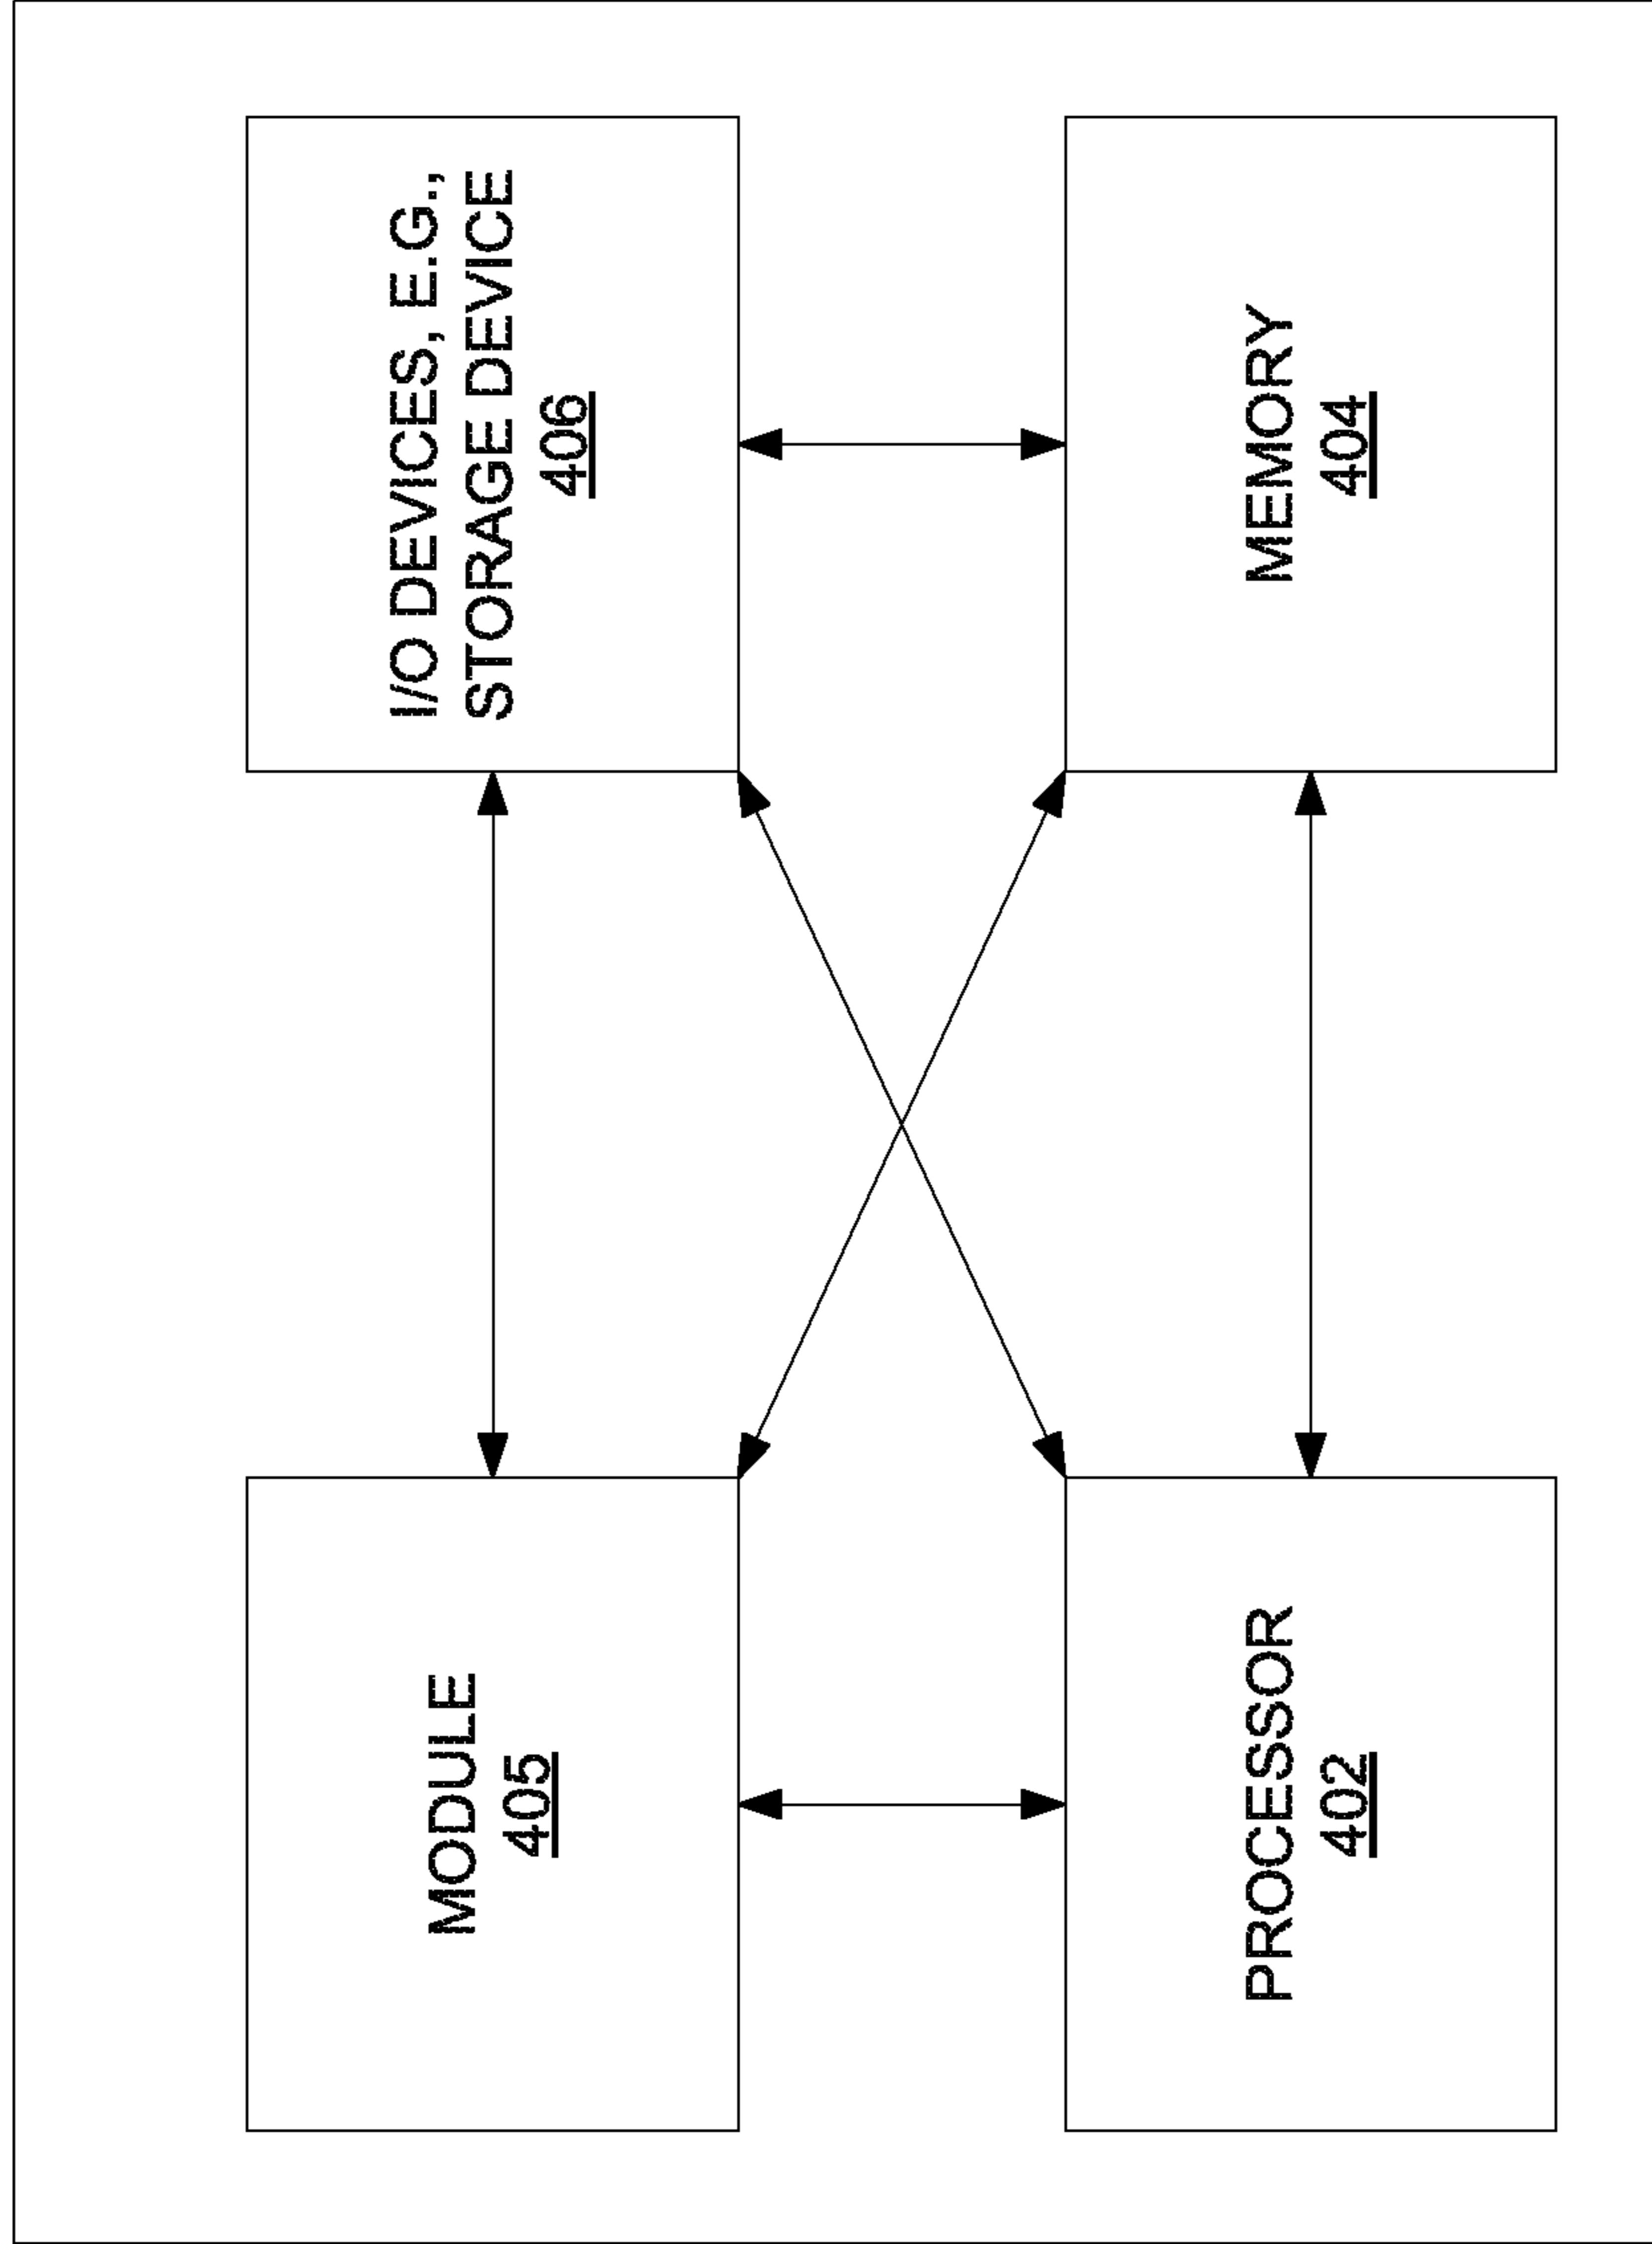 MODULE
405
I/O DEVICES, E.G.,
STORAGE DEVICE
406
PROCESSOR
402
MEMORY
404